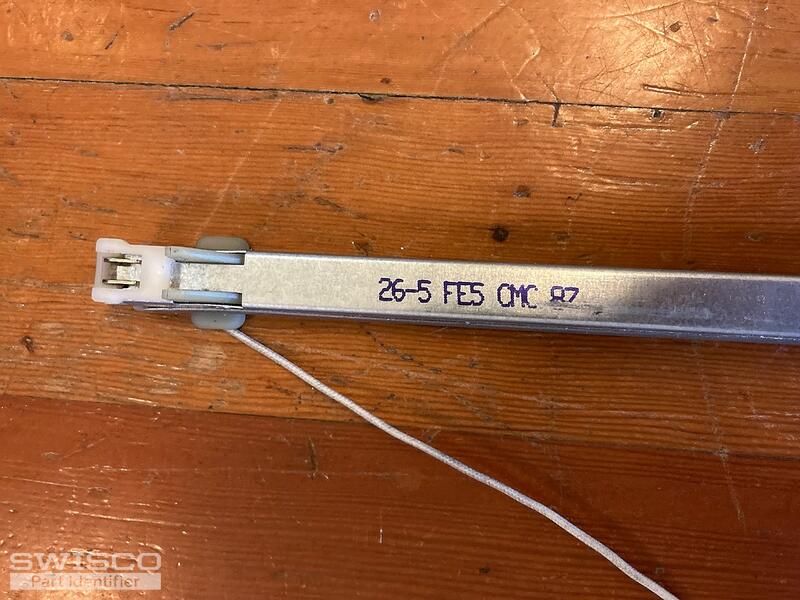 26-5 FE5 CMC 87
SWISCO
Part Identifier